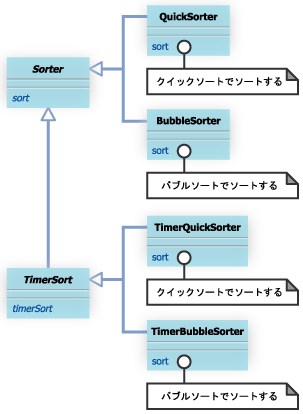 QuickSorter
sort
クイックソートでソートする
Sorter
sort
BubbleSorter
sort
バブルソートでソートする
TimerQuickSorter
sort
クイックソートでソートする
TimerSort
timerSort
TimerBubbleSorter
sort
バブルソートでソートする